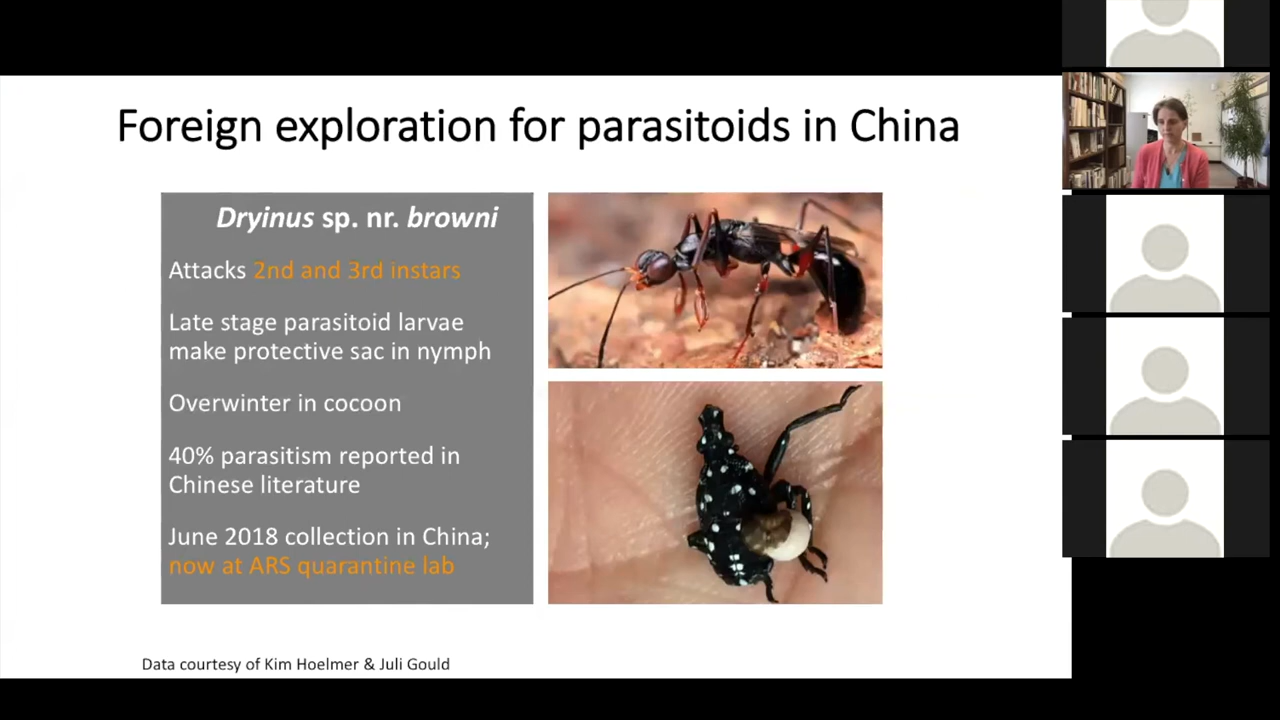 Foreign exploration for parasitoids in China
Dryinus sp. nr. browni
Attacks 2nd and 3rd instars
Late stage parasitoid larvae
make protective sac in nymph
Overwinter in cocoon
40% parasitism reported in
Chinese literature
June 2018 collection in China;
now at ARS quarantine lab
Data courtesy of Kim Hoelmer & Juli Gould